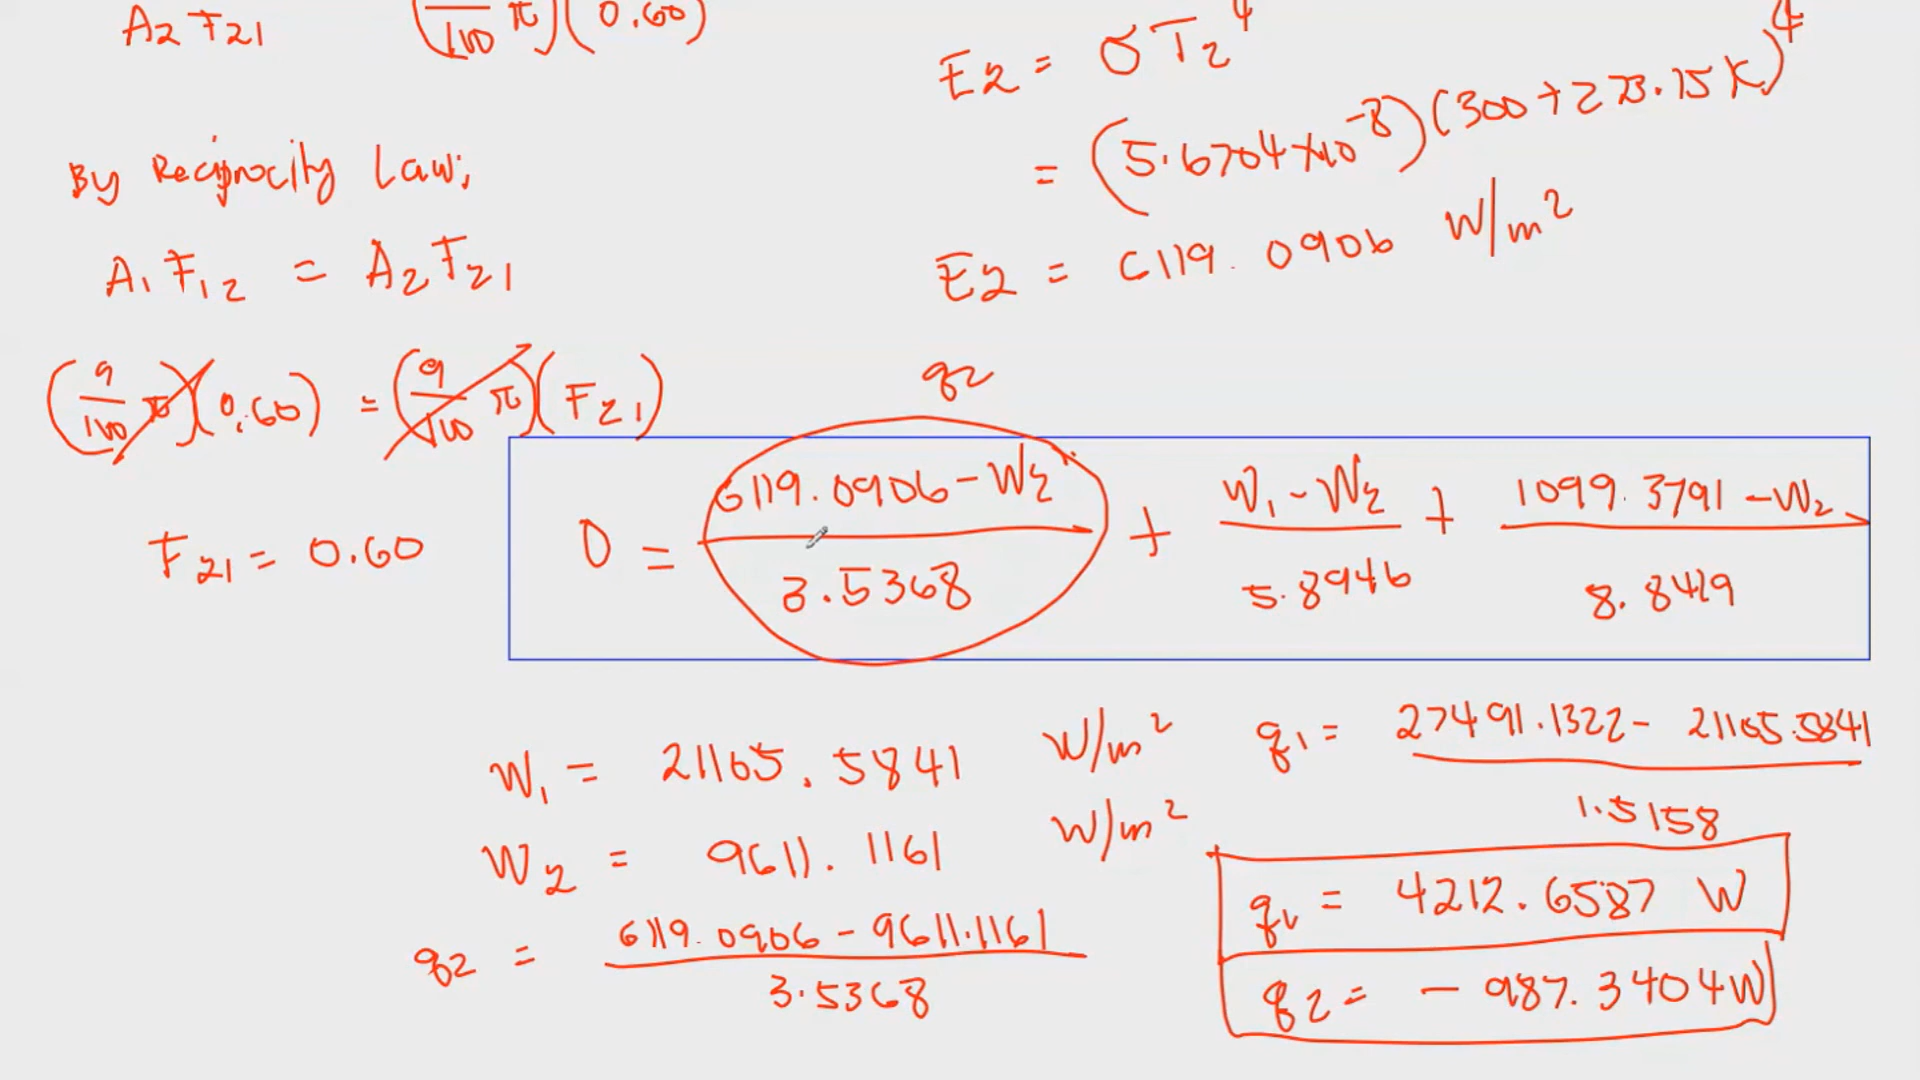 A2 F21 (100 π)(0.60)
By Reciprocity Law;
A1 F12 = A2 F21
(9/100 π)(0.60) = (9/100 π)(F21)
F21 = 0.60
E2 = σT2^4
= (5.6704×10^-8)(300+273.15K)^4
E2 = 6119.0906 W/m²
q2
0 = (6119.0906 - W2)/3.5368 + (W1 - W2)/5.8946 + (1099.3791 - W2)/8.8419
W1 = 21165.5841 W/m²
W2 = 9611.1161 W/m²
q2 = (6119.0906 - 9611.1161)/3.5368
q1 = (27491.1322 - 21165.5841)/1.5158
q1 = 4212.6587 W
q2 = -987.3404W